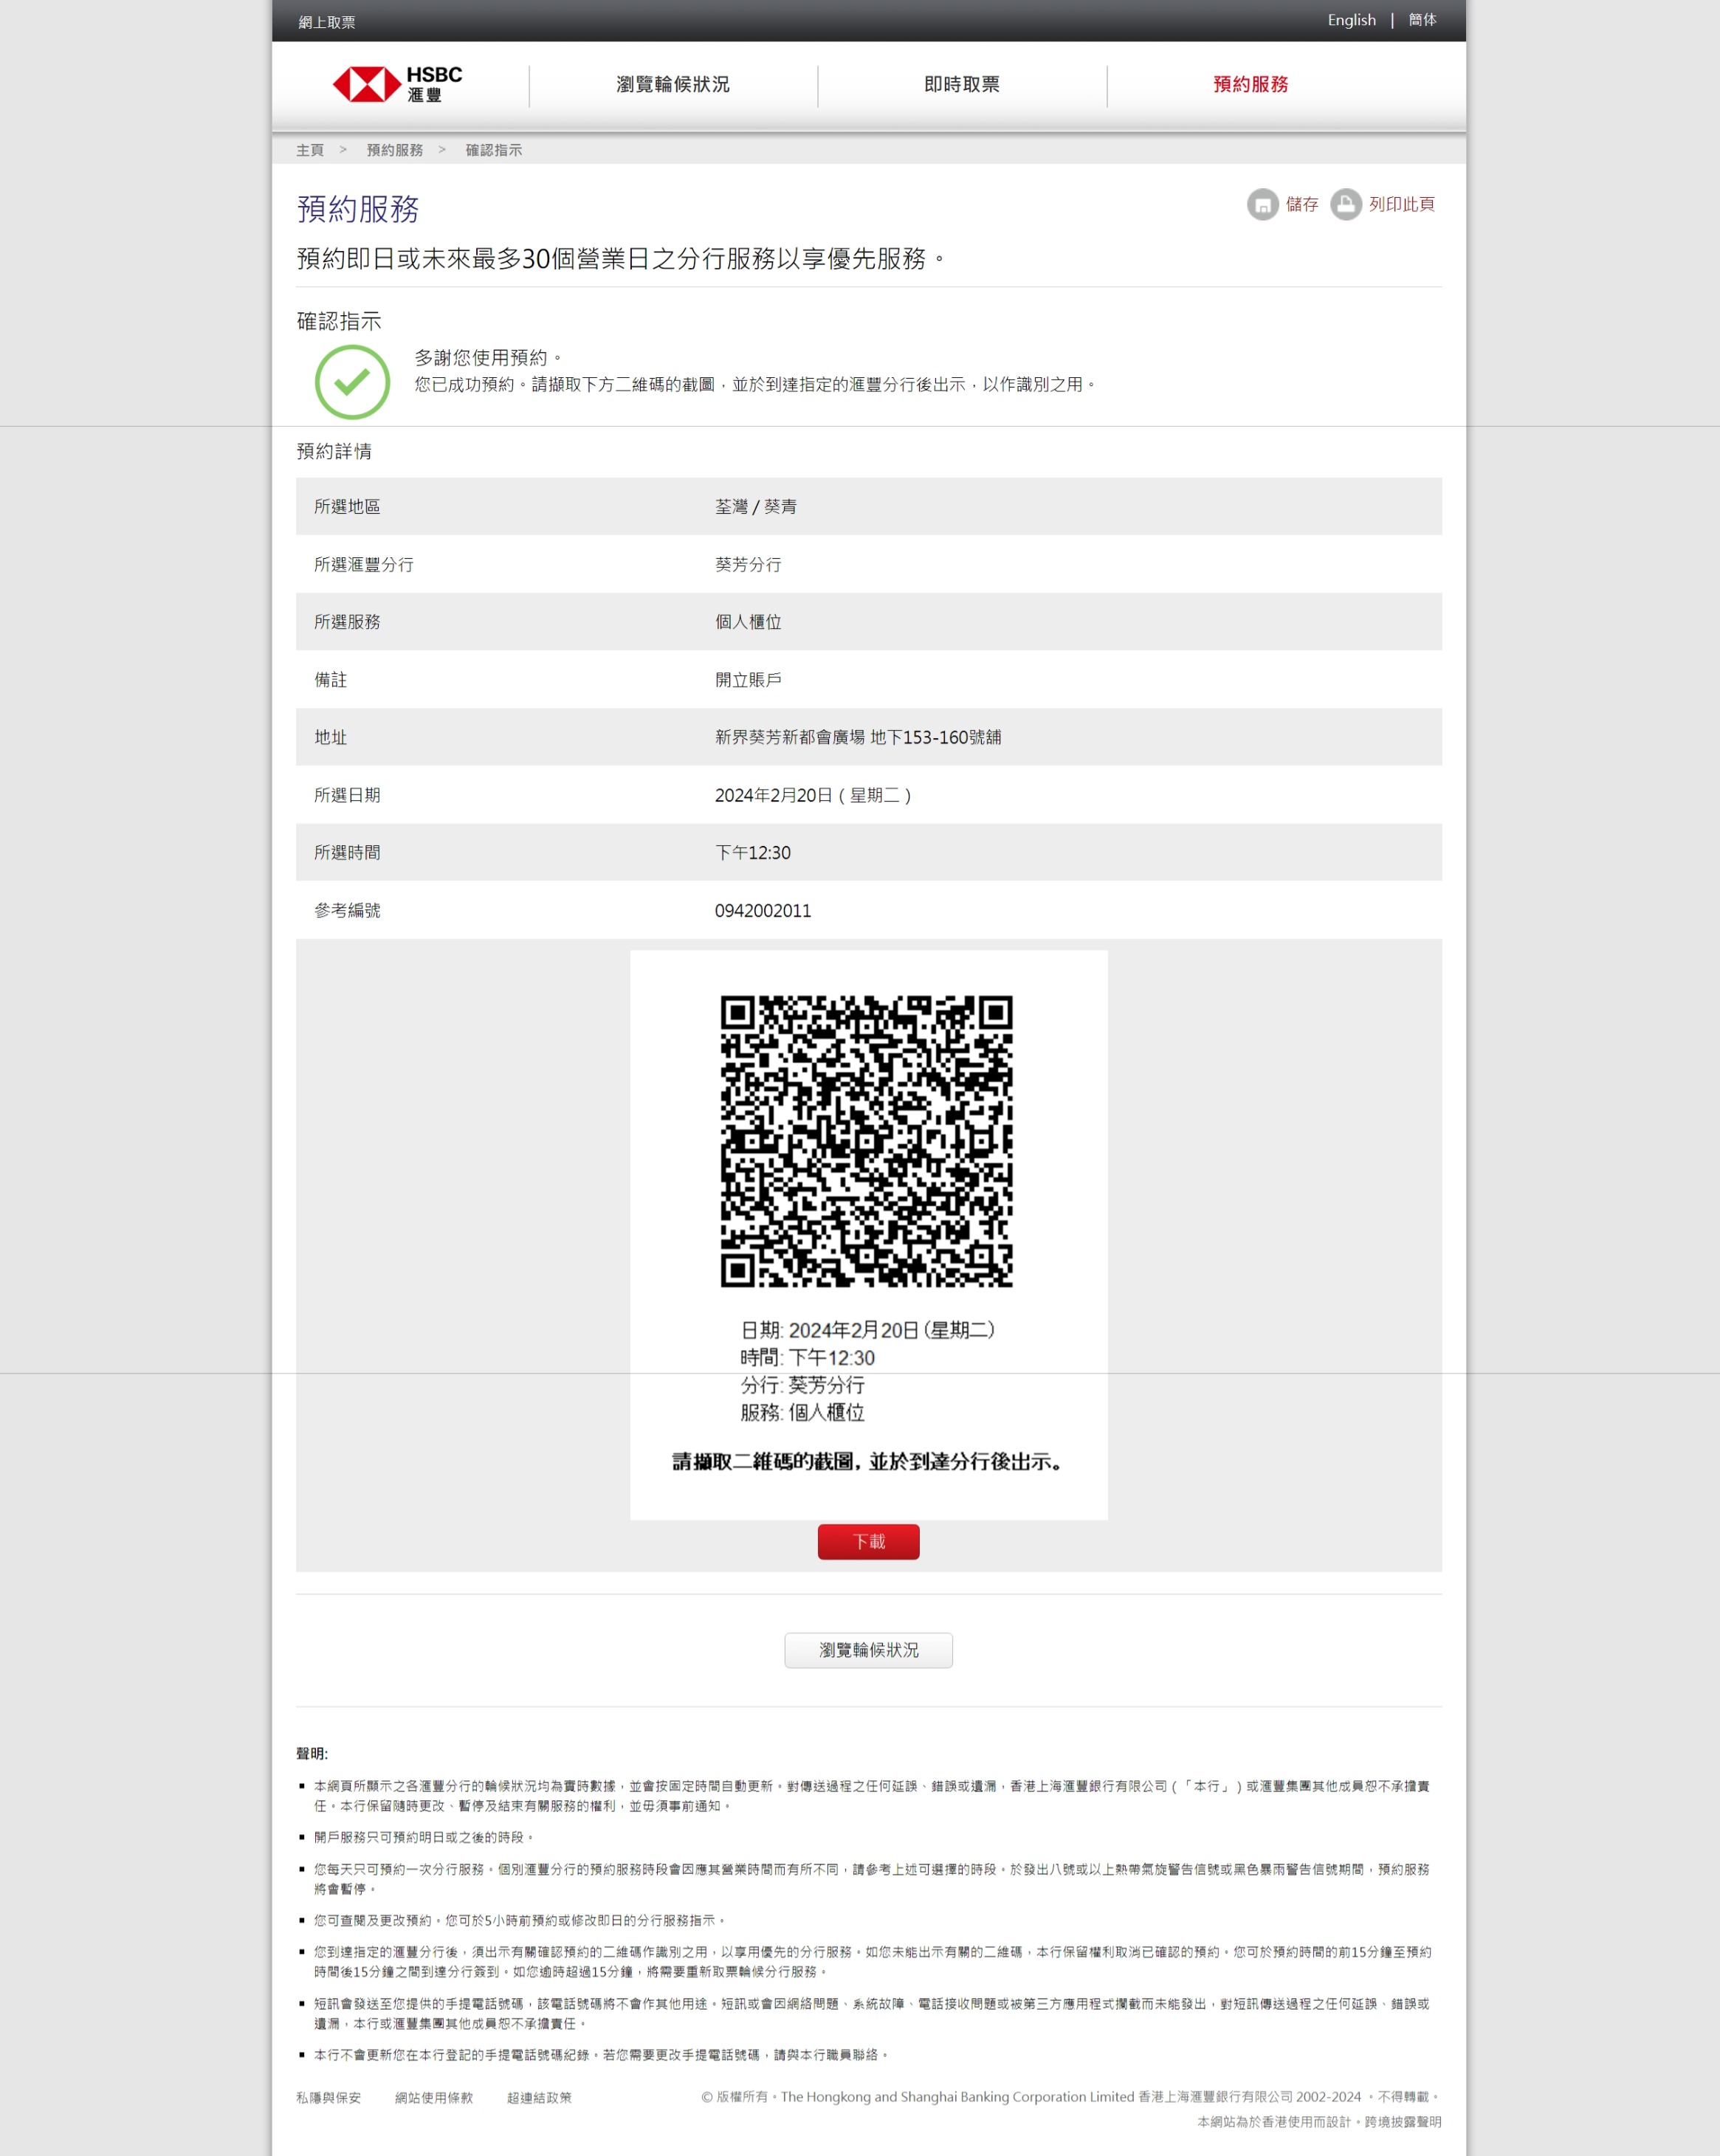 網上取票
English | 簡体
HSBC
滙豐
瀏覽輪候狀況
即時取票
預約服務
主頁 > 預約服務 > 確認指示
預約服務
儲存
列印此頁
預約即日或未來最多30個營業日之分行服務以享優先服務。
確認指示
多謝您使用預約。
您已成功預約。請擷取下方二維碼的截圖，並於到達指定的滙豐分行後出示，以作識別之用。
預約詳情
所選地區 荃灣 / 葵青
所選滙豐分行 葵芳分行
所選服務 個人櫃位
備註 開立賬戶
地址 新界葵芳新都會廣場 地下153-160號舖
所選日期 2024年2月20日 ( 星期二 )
所選時間 下午12:30
參考編號 0942002011
日期: 2024年2月20日(星期二)
時間: 下午12:30
分行: 葵芳分行
服務: 個人櫃位
請擷取二維碼的截圖, 並於到達分行後出示。
下載
瀏覽輪候狀況
聲明:
▪ 本網頁所顯示之各滙豐分行的輪候狀況均為實時數據，並會按固定時間自動更新。對傳送過程之任何延誤、錯誤或遺漏，香港上海滙豐銀行有限公司 (「本行」) 或滙豐集團其他成員恕不承擔責
任。本行保留隨時更改、暫停及結束有關服務的權利，並毋須事前通知。
▪ 開戶服務只可預約明日或之後的時段。
▪ 您每天只可預約一次分行服務。個別滙豐分行的預約服務時段會因應其營業時間而有所不同，請參考上述可選擇的時段。於發出八號或以上熱帶氣旋警告信號或黑色暴雨警告信號期間，預約服務
將會暫停。
▪ 您可查閱及更改預約。您可於5小時前預約或修改即日的分行服務指示。
▪ 您到達指定的滙豐分行後，須出示有關確認預約的二維碼作識別之用，以享用優先的分行服務。如您未能出示有關的二維碼，本行保留權利取消已確認的預約。您可於預約時間的前15分鐘至預約
時間後15分鐘之間到達分行簽到。如您逾時超過15分鐘，將需要重新取票輪候分行服務。
▪ 短訊會發送至您提供的手提電話號碼，該電話號碼將不會作其他用途。短訊或會因網絡問題、系統故障、電話接收問題或被第三方應用程式攔截而未能發出，對短訊傳送過程之任何延誤、錯誤或
遺漏，本行或滙豐集團其他成員恕不承擔責任。
▪ 本行不會更新您在本行登記的手提電話號碼紀錄。若您需要更改手提電話號碼，請與本行職員聯絡。
私隱與保安 網站使用條款 超連結政策
© 版權所有。The Hongkong and Shanghai Banking Corporation Limited 香港上海滙豐銀行有限公司 2002-2024 。不得轉載。
本網站為於香港使用而設計。跨境披露聲明